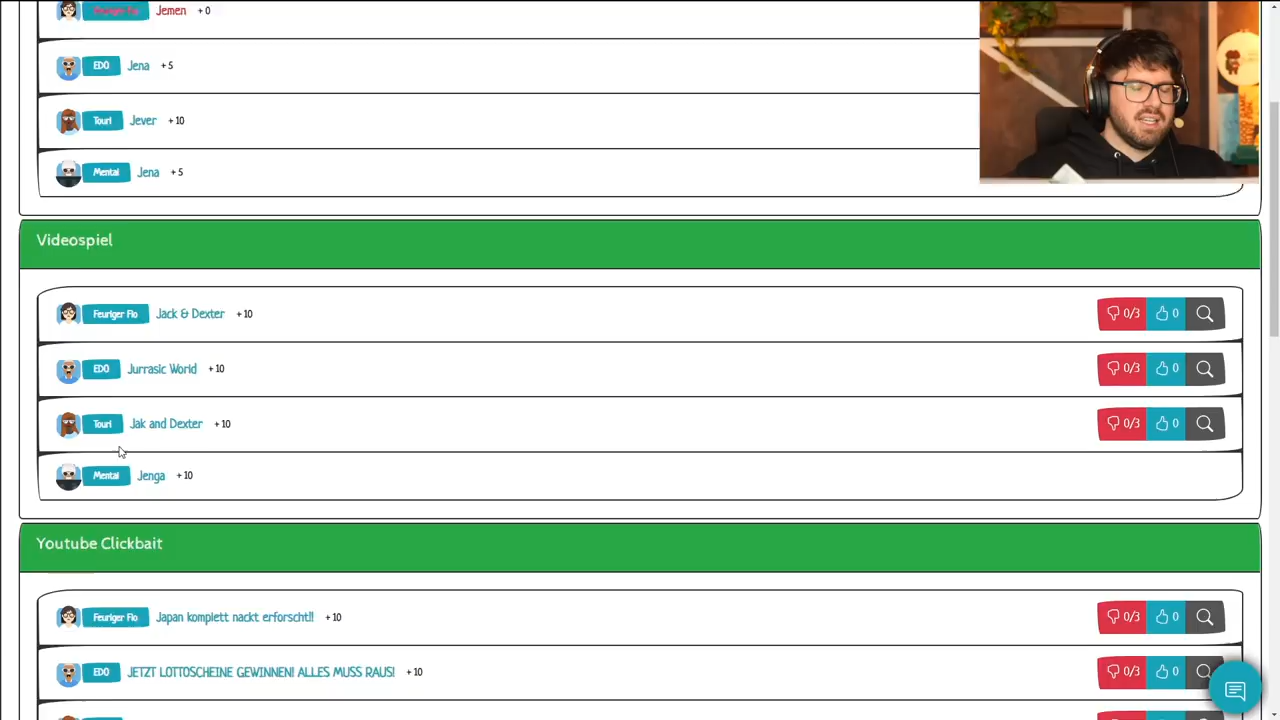 Jemen + 0
EDO Jena + 5
Tourl Jever + 10
Mental Jena + 5
Videospiel
Feuriger Flo Jack & Dexter + 10 0/3 0
EDO Jurrasic World + 10 0/3 0
Tourl Jak and Dexter + 10 0/3 0
Mental Jenga + 10
Youtube Clickbait
Feuriger Flo Japan komplett nackt erforscht!! + 10 0/3 0
EDO JETZT LOTTOSCHEINE GEWINNEN! ALLES MUSS RAUS! + 10 0/3 0